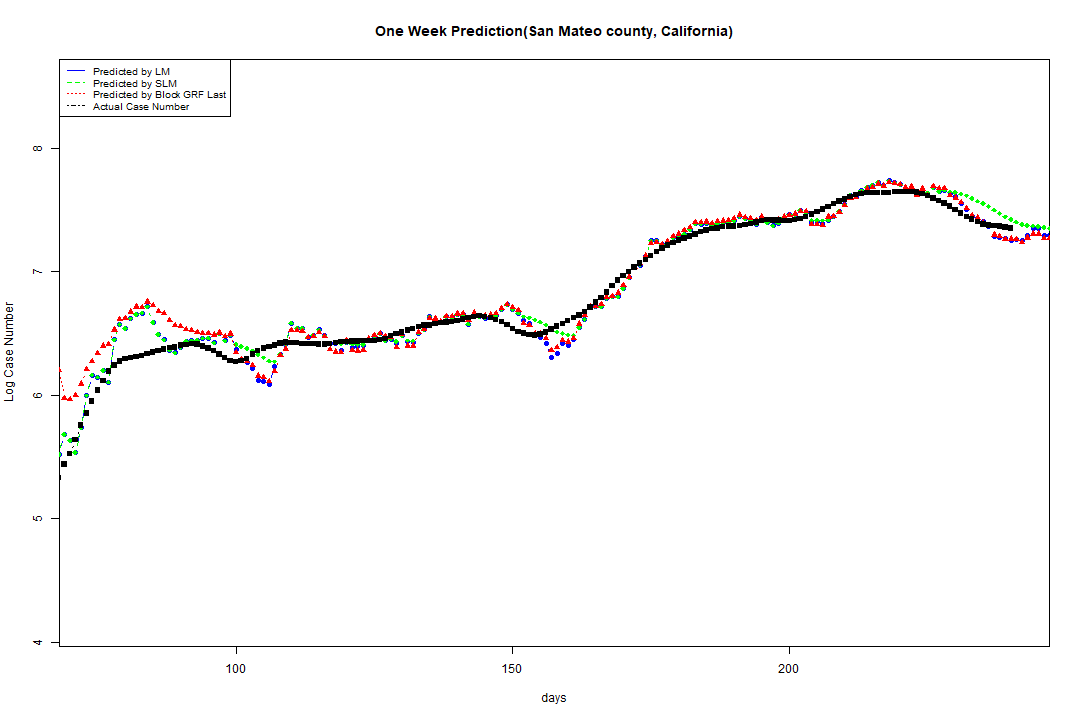 One Week Prediction(San Mateo county, California)
Predicted by LM
Predicted by SLM
Predicted by Block GRF Last
Actual Case Number
8
7
6
5
4
Log Case Number
100
150
200
days